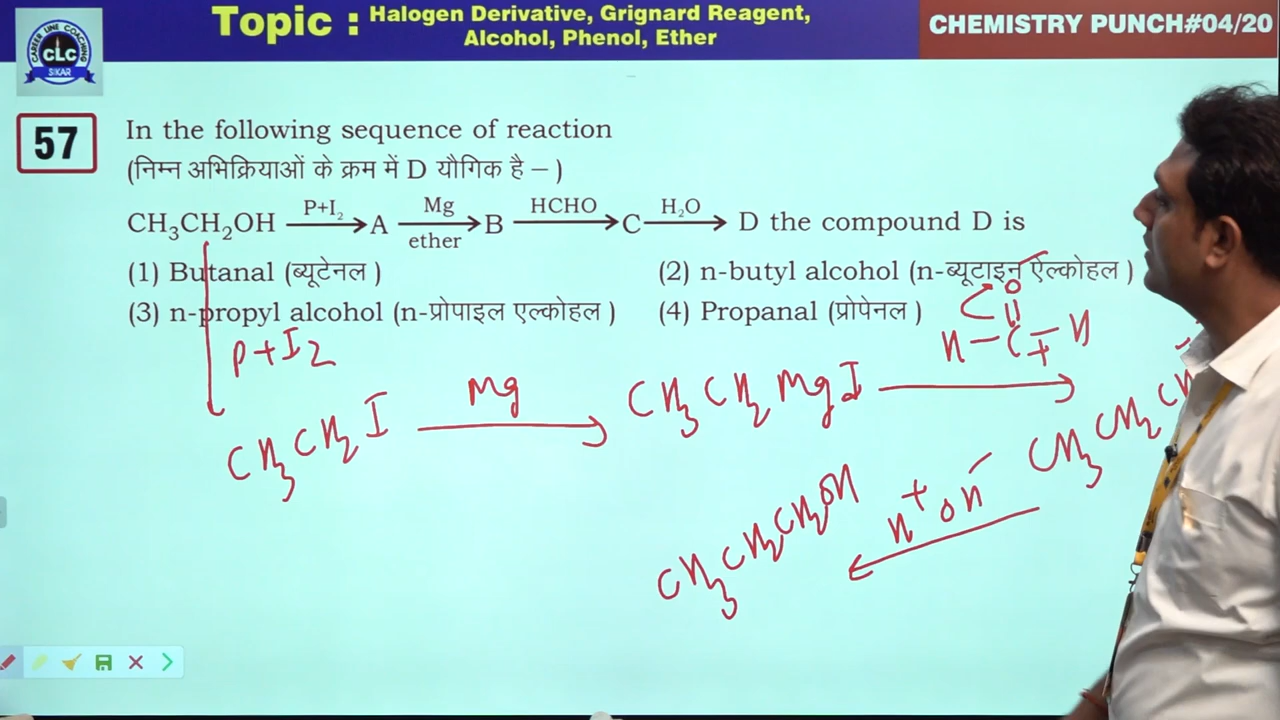 Topic : Halogen Derivative, Grignard Reagent,
Alcohol, Phenol, Ether
CHEMISTRY PUNCH#04/20
CAREER LINE COACHING
CLC
SIKAR
57
In the following sequence of reaction
(निम्न अभिक्रियाओं के क्रम में D यौगिक है – )
CH₃CH₂OH —P+I₂→ A —Mg/ether→ B —HCHO→ C —H₂O→ D the compound D is
(1) Butanal (ब्यूटेनल ) (2) n-butyl alcohol (n-ब्यूटाइन ऐल्कोहल )
(3) n-propyl alcohol (n-प्रोपाइल एल्कोहल ) (4) Propanal (प्रोपेनल )
P+I2
O
H–C–H
+
CH₃CH₂I —Mg→ CH₃CH₂MgI →
CH₃CH₂
H⁺ OH⁻
CH₃CH₂CH₂OH